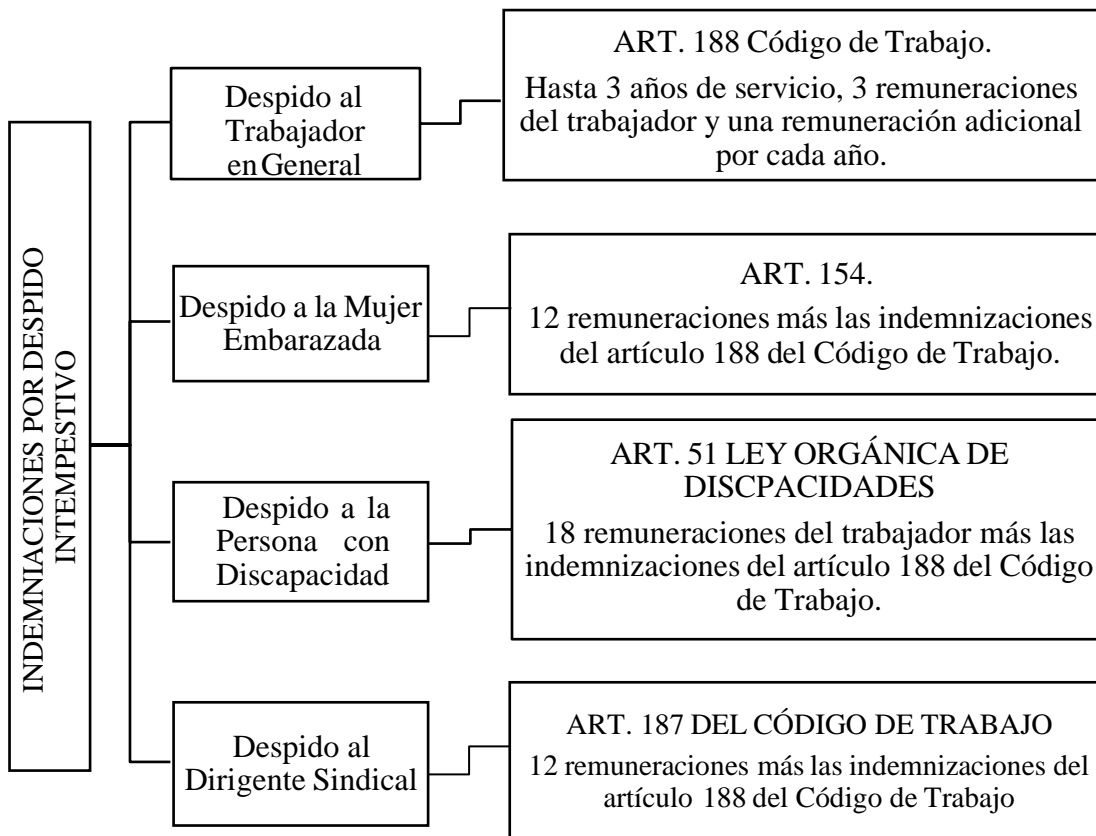 INDEMNIACIONES POR DESPIDO
INTEMPESTIVO
Despido al
Trabajador
en General
ART. 188 Código de Trabajo.
Hasta 3 años de servicio, 3 remuneraciones
del trabajador y una remuneración adicional
por cada año.
Despido a la Mujer
Embarazada
ART. 154.
12 remuneraciones más las indemnizaciones
del artículo 188 del Código de Trabajo.
Despido a la
Persona con
Discapacidad
ART. 51 LEY ORGÁNICA DE
DISCPACIDADES
18 remuneraciones del trabajador más las
indemnizaciones del artículo 188 del Código
de Trabajo.
Despido al
Dirigente Sindical
ART. 187 DEL CÓDIGO DE TRABAJO
12 remuneraciones más las indemnizaciones del
artículo 188 del Código de Trabajo